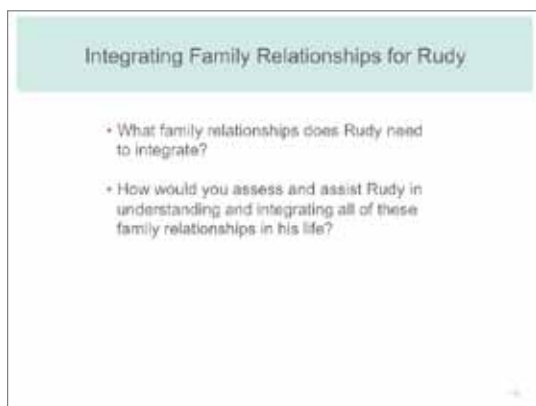 Integrating Family Relationships for Rudy
• What family relationships does Rudy need
to integrate?
• How would you assess and assist Rudy in
understanding and integrating all of these
family relationships in his life?